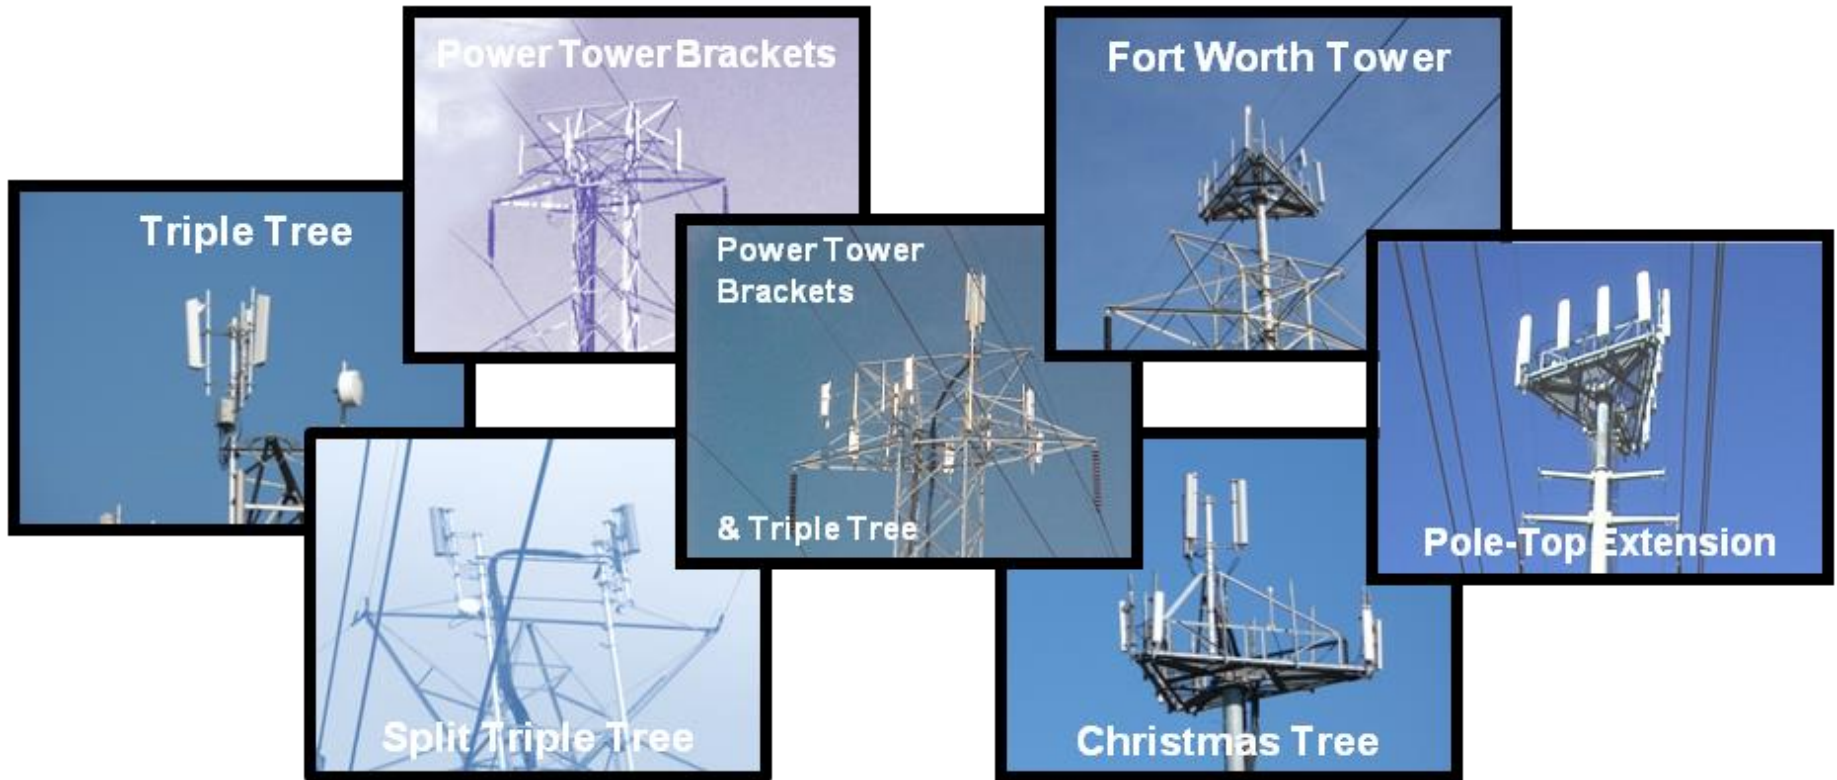 Power Tower Brackets
Fort Worth Tower
Triple Tree
Power Tower
Brackets
& Triple Tree
Pole-Top Extension
Split Triple Tree
Christmas Tree